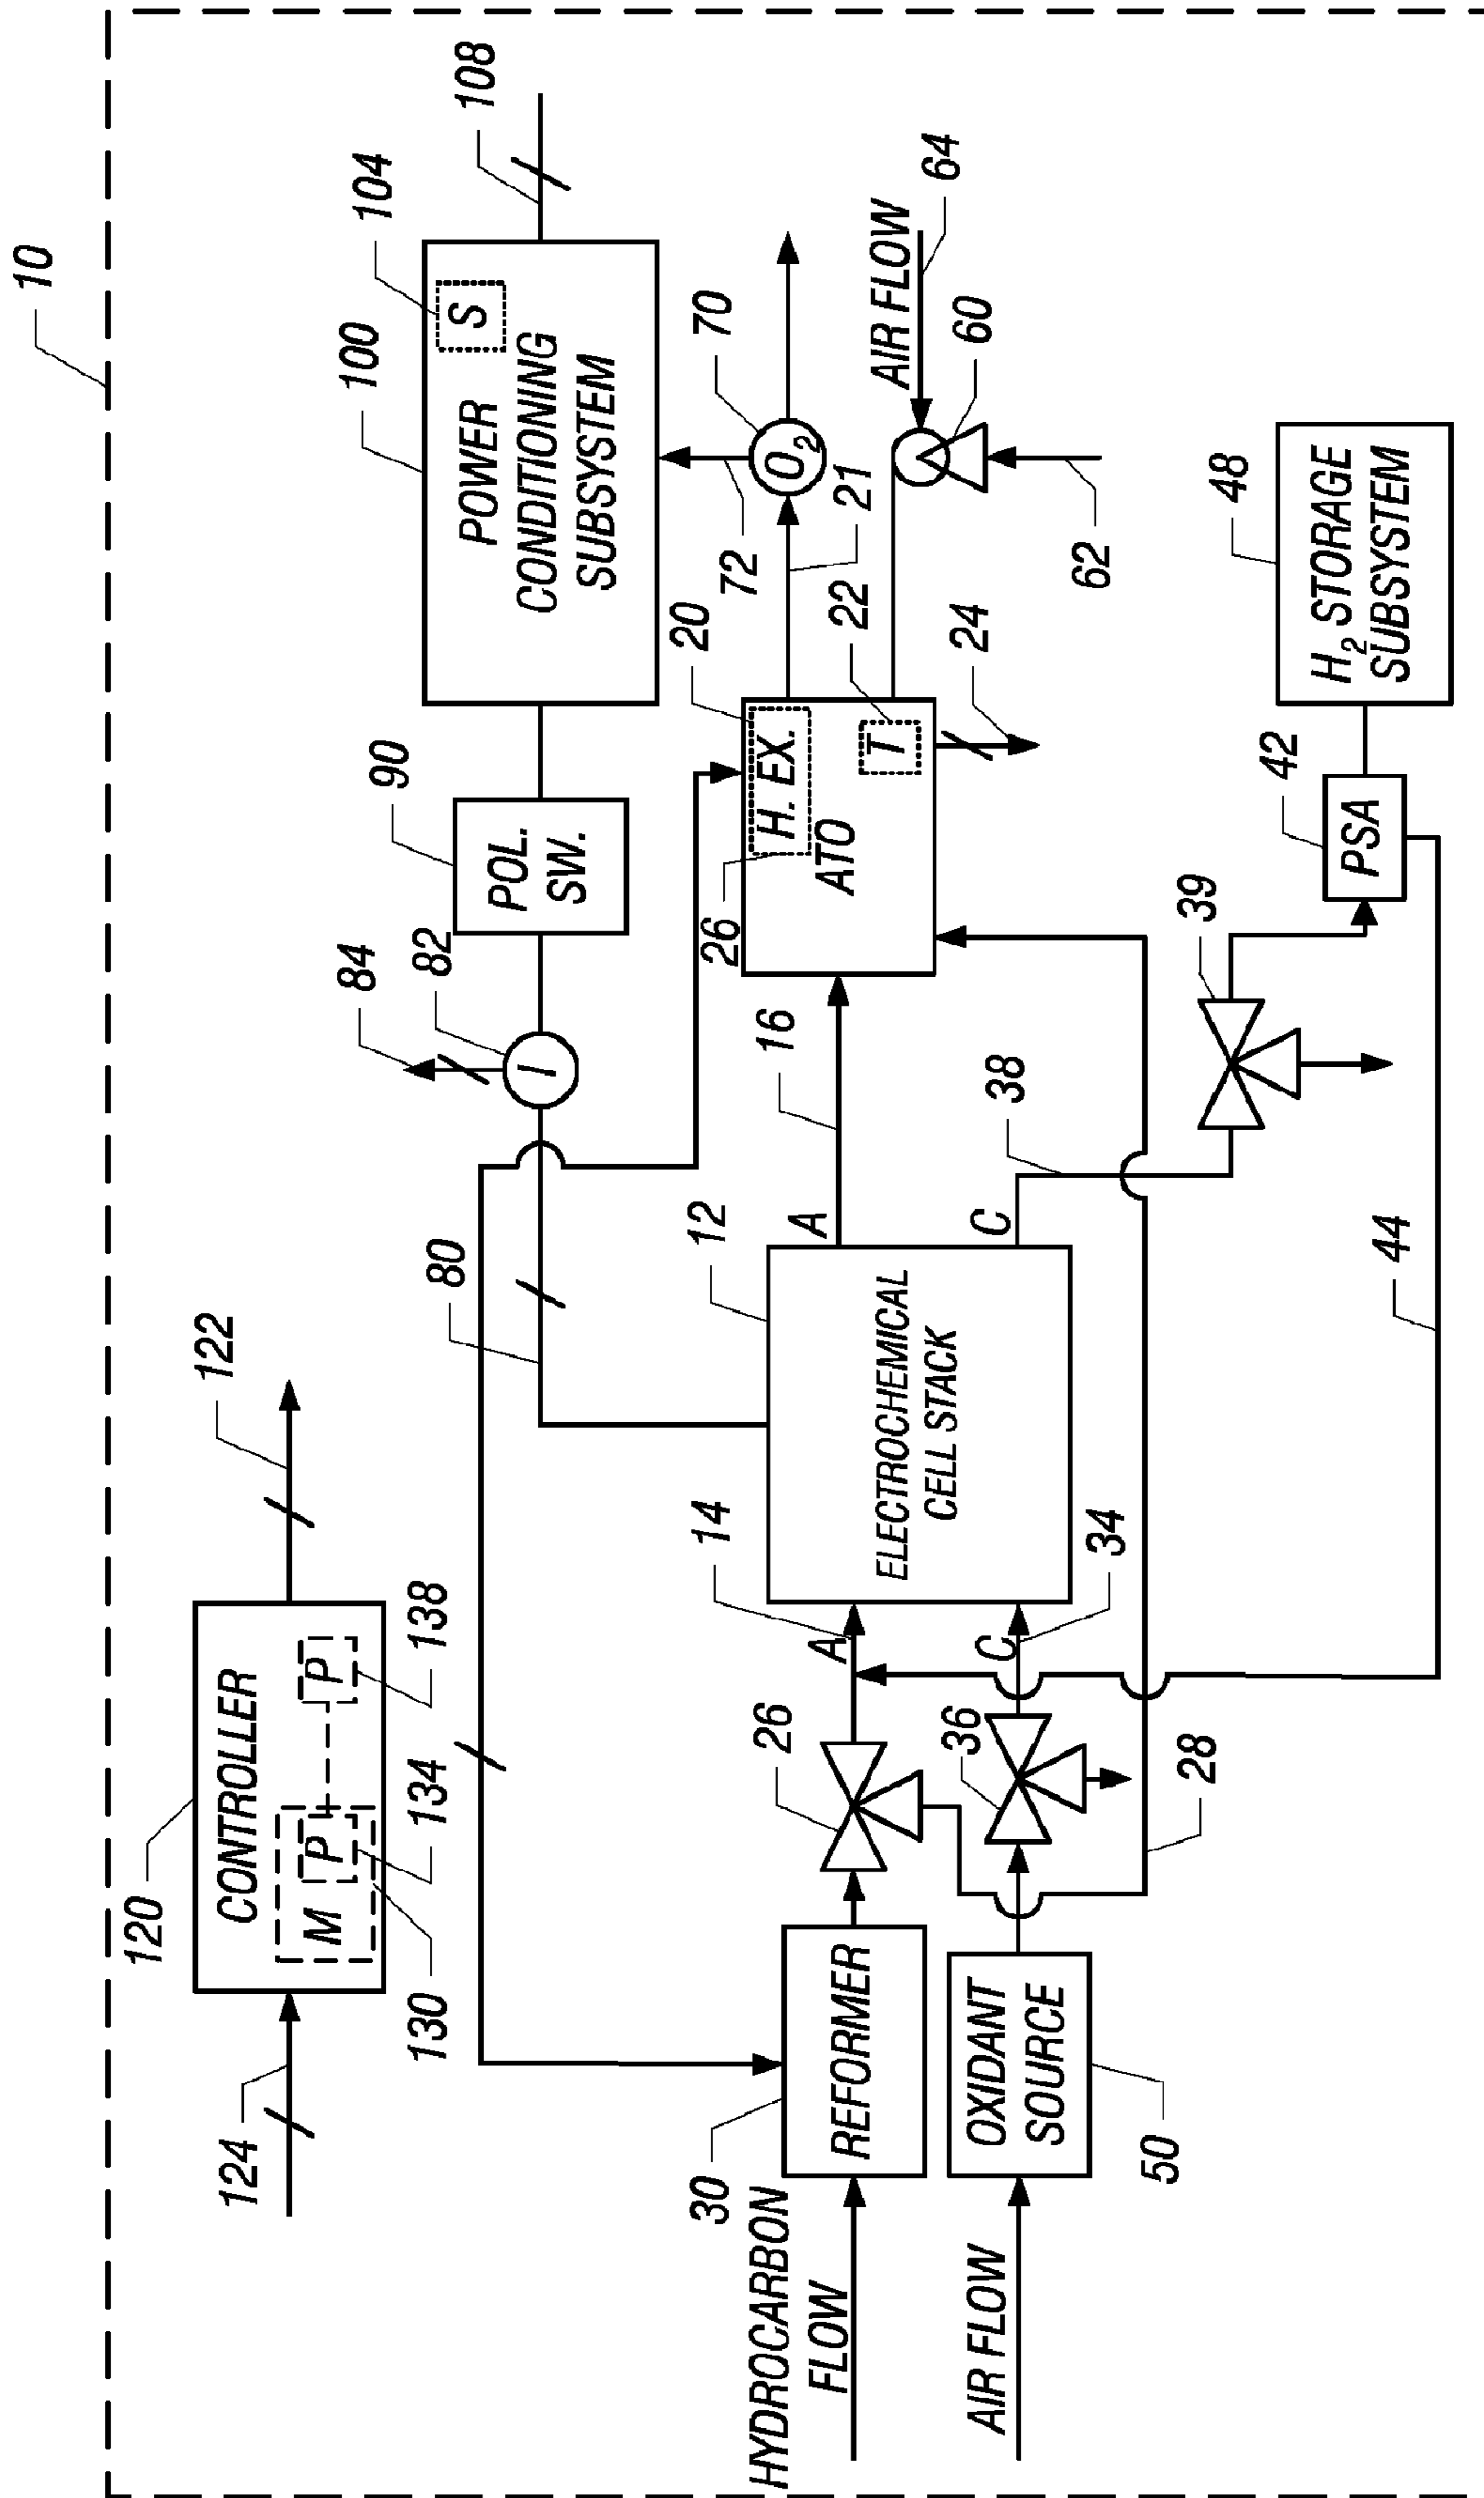 10
120
CONTROLLER
122
124
M
P
P
130
134
138
84
82
I
90
POL.
SW.
100
104
POWER
S
CONDITIONING
SUBSYSTEM
108
80
72
70
O2
21
20
26
H. EX.
ATO
T
22
24
AIR FLOW
64
60
62
12
A
16
C
38
ELECTROCHEMICAL
CELL STACK
14
A
C
34
26
36
28
30
REFORMER
OXIDANT
SOURCE
50
HYDROCARBON
FLOW
AIR FLOW
39
42
PSA
44
48
H2 STORAGE
SUBSYSTEM